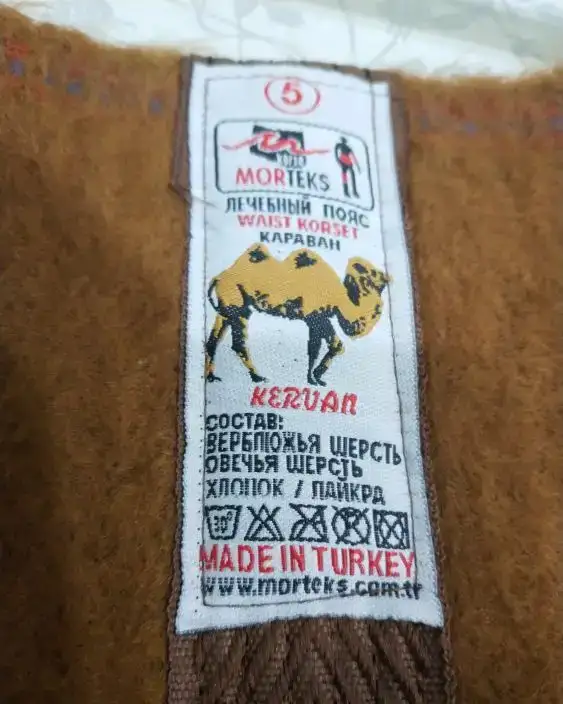 5
MORTEKS
ЛЕЧЕБНЫЙ ПОЯС
WAIST KORSET
КАРАВАН
KERVAN
СОСТАВ:
ВЕРБЛЮЖЬЯ ШЕРСТЬ
ОВЕЧЬЯ ШЕРСТЬ
ХЛОПОК / ЛАЙКРА
30°
MADE IN TURKEY
www.morteks.com.tr